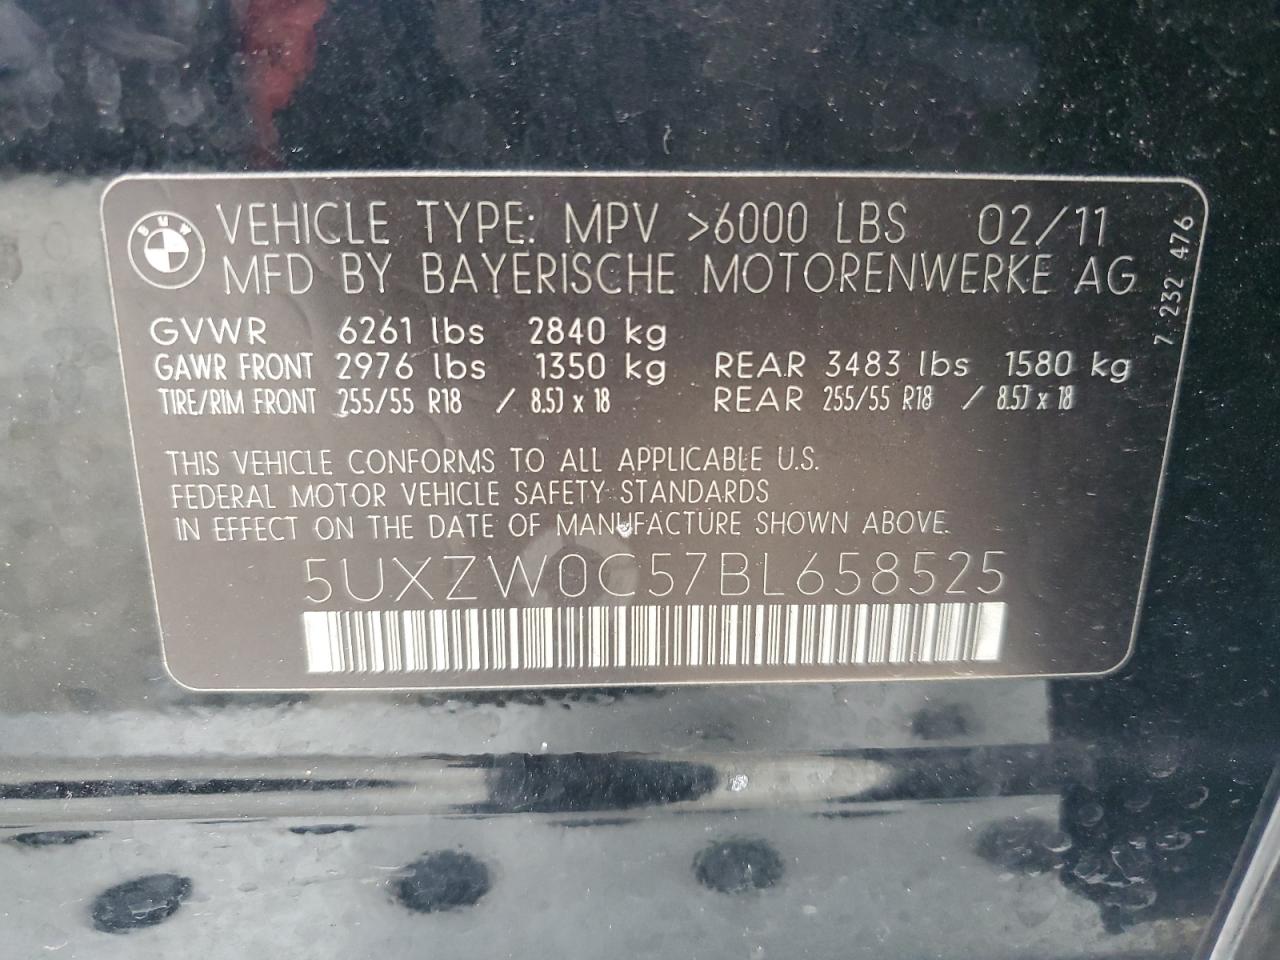 BMW
VEHICLE TYPE: MPV >6000 LBS 02/11
MFD BY BAYERISCHE MOTORENWERKE AG
GVWR 6261 lbs 2840 kg
GAWR FRONT 2976 lbs 1350 kg REAR 3483 lbs 1580 kg
TIRE/RIM FRONT 255/55 R18 / 8.5J x 18 REAR 255/55 R18 / 8.5J x 18
THIS VEHICLE CONFORMS TO ALL APPLICABLE U.S.
FEDERAL MOTOR VEHICLE SAFETY STANDARDS
IN EFFECT ON THE DATE OF MANUFACTURE SHOWN ABOVE.
5UXZW0C57BL658525
7 232 476